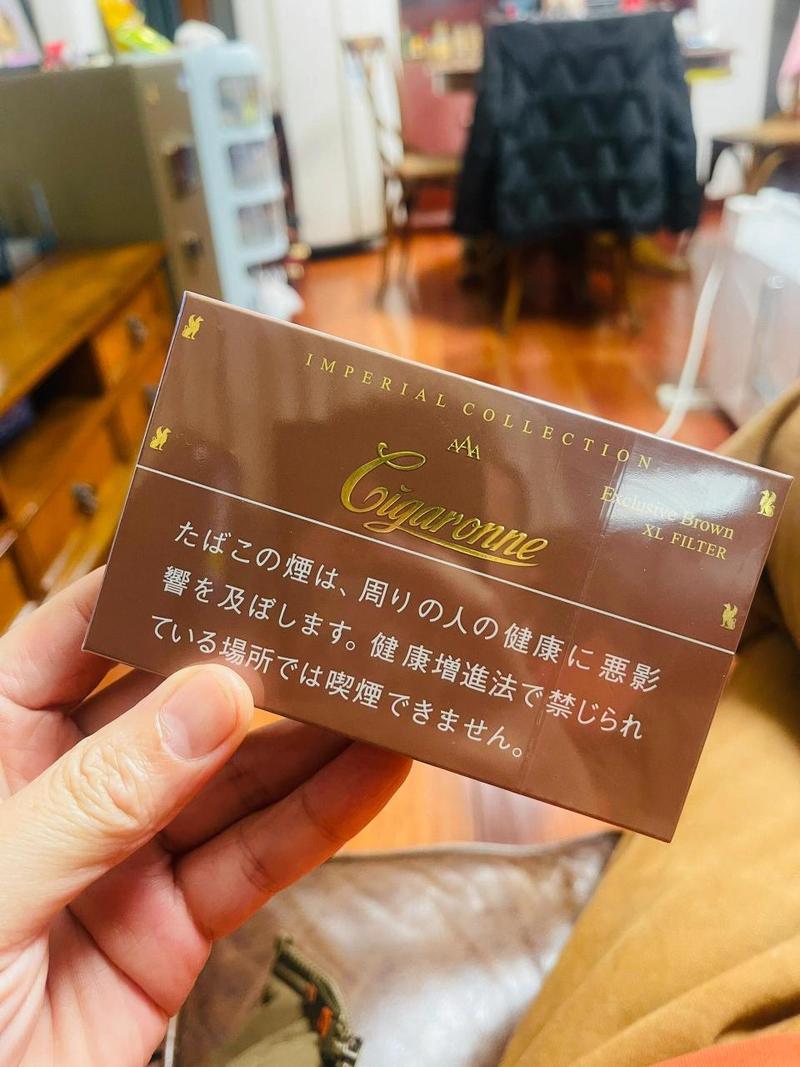 IMPERIAL COLLECTION
AAA
Cigaronne
Exclusive Brown
XL FILTER
たばこの煙は、周りの人の健康に悪影
響を及ぼします。健康増進法で禁じられ
ている場所では喫煙できません。